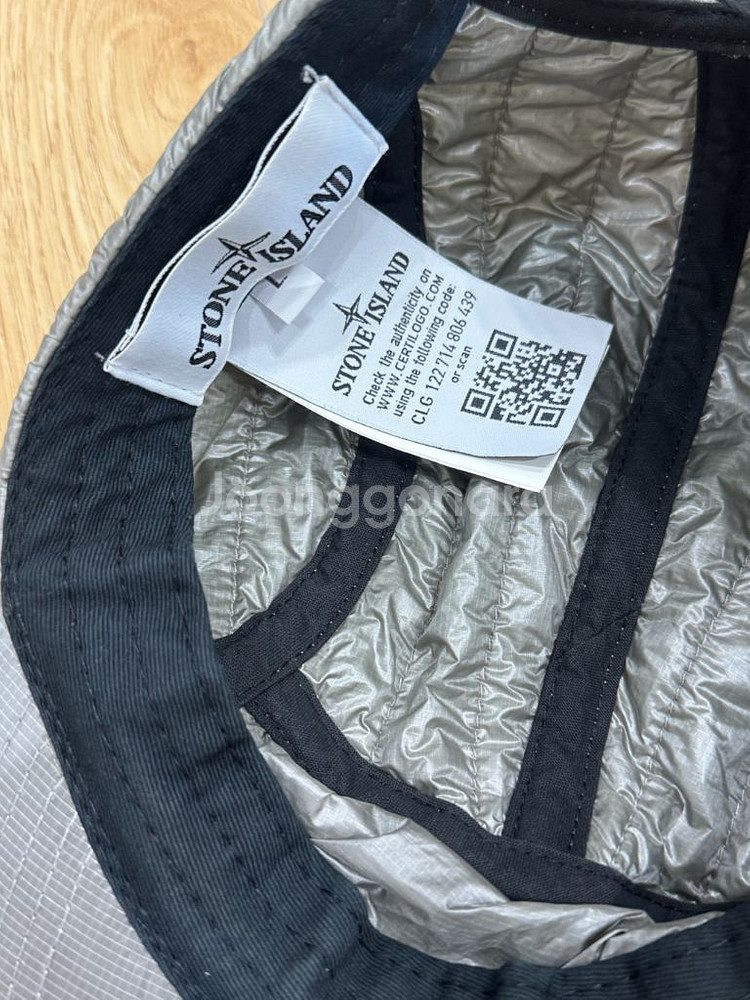 STONE ISLAND
STONE ISLAND
Check the authenticity on
WWW.CERTILOGO.COM
using the following code:
CLG 122 714 806 439
or scan
Joonggonara